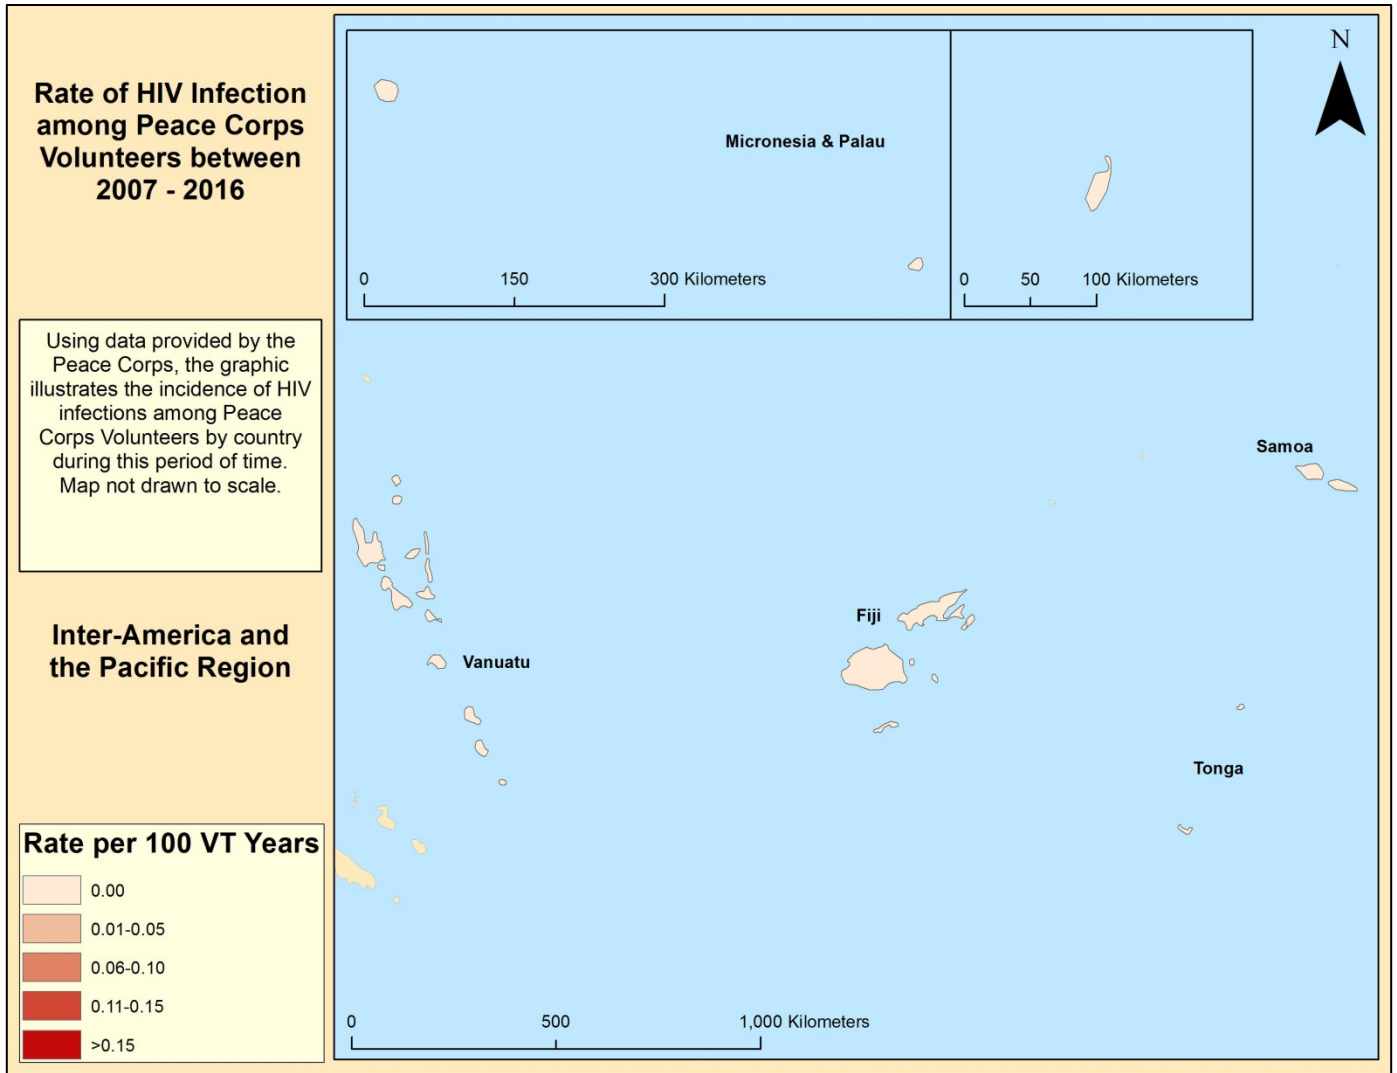 Rate of HIV Infection
among Peace Corps
Volunteers between
2007 - 2016
Using data provided by the
Peace Corps, the graphic
illustrates the incidence of HIV
infections among Peace
Corps Volunteers by country
during this period of time.
Map not drawn to scale.
Inter-America and
the Pacific Region
Rate per 100 VT Years
0.00
0.01-0.05
0.06-0.10
0.11-0.15
>0.15
N
Micronesia & Palau
0 150 300 Kilometers
0 50 100 Kilometers
Samoa
Fiji
Vanuatu
Tonga
0 500 1,000 Kilometers